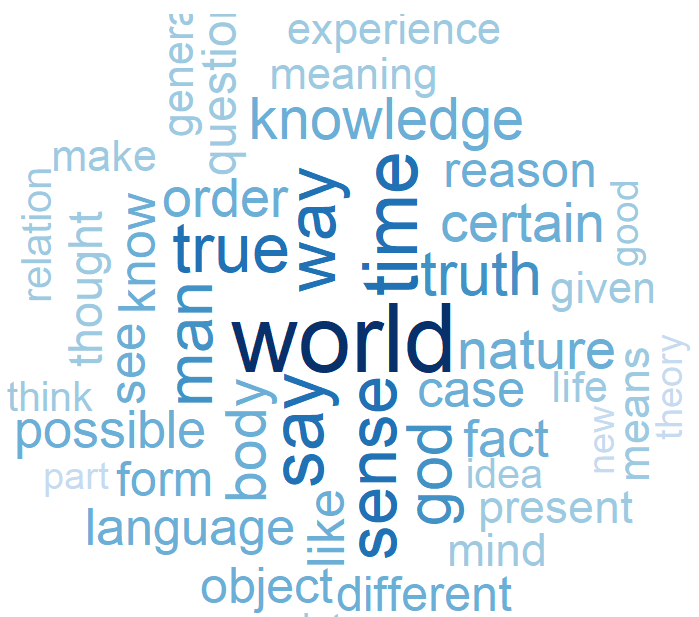 experience
meaning
knowledge
make
reason
order
way
time
relation
thought
know
true
certain
good
truth
given
man
world
nature
see
say
sense
case
life
means
theory
think
possible
body
god
fact
new
part
form
idea
language
like
present
mind
object
different